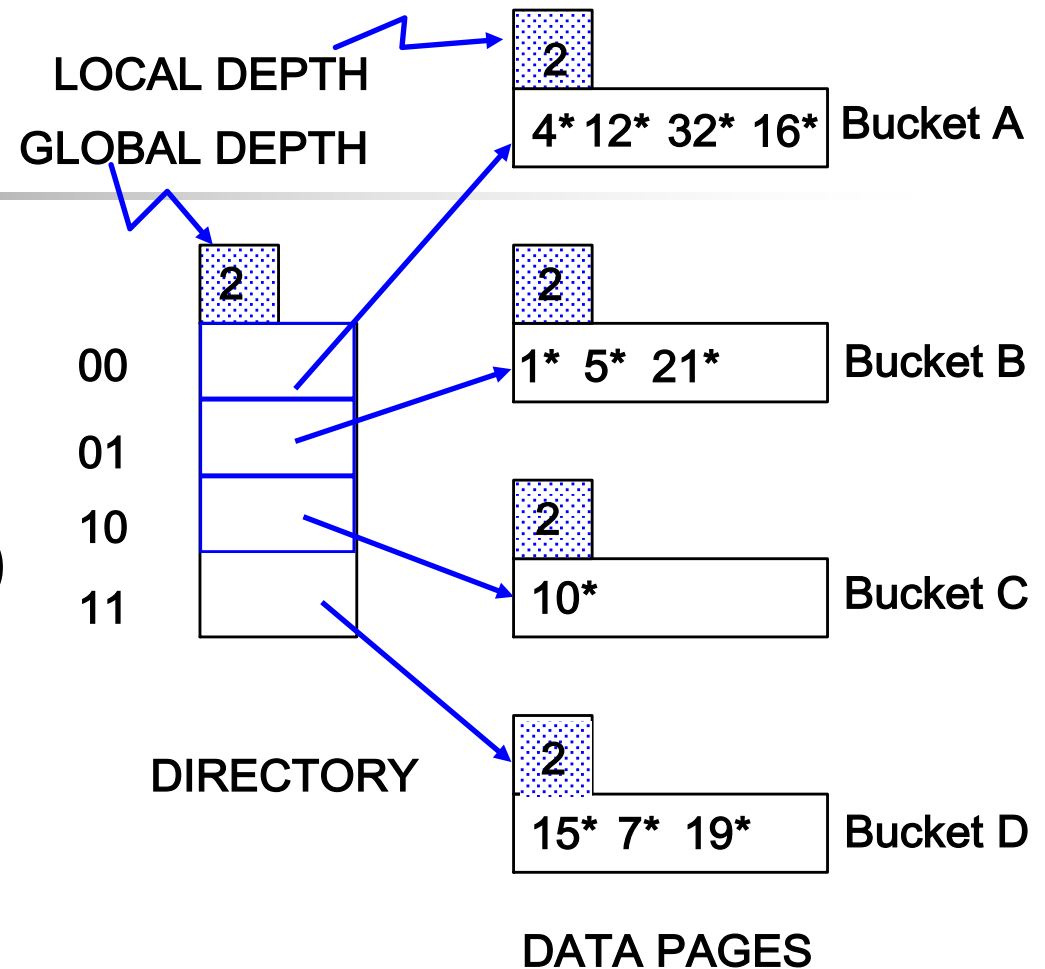 LOCAL DEPTH
GLOBAL DEPTH
2
4* 12* 32* 16*
Bucket A
2
00
01
10
11
2
1* 5* 21*
Bucket B
2
10*
Bucket C
)
DIRECTORY
2
15* 7* 19*
Bucket D
DATA PAGES